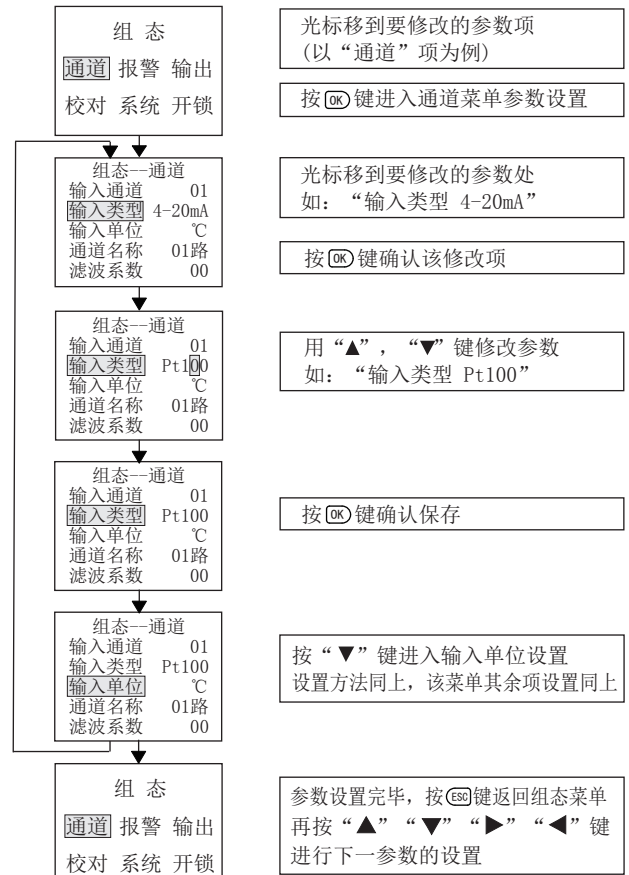 组 态
通道 报警 输出
校对 系统 开锁
光标移到要修改的参数项
(以“通道”项为例)
按OK键进入通道菜单参数设置
组态--通道
输入通道 01
输入类型 4-20mA
输入单位 ℃
通道名称 01路
滤波系数 00
光标移到要修改的参数处
如：“输入类型 4-20mA”
按OK键确认该修改项
组态--通道
输入通道 01
输入类型 Pt100
输入单位 ℃
通道名称 01路
滤波系数 00
用“▲”，“▼”键修改参数
如：“输入类型 Pt100”
组态--通道
输入通道 01
输入类型 Pt100
输入单位 ℃
通道名称 01路
滤波系数 00
按OK键确认保存
组态--通道
输入通道 01
输入类型 Pt100
输入单位 ℃
通道名称 01路
滤波系数 00
按“▼”键进入输入单位设置
设置方法同上，该菜单其余项设置同上
组 态
通道 报警 输出
校对 系统 开锁
参数设置完毕，按ESC键返回组态菜单
再按“▲”“▼”“▶”“◀”键
进行下一参数的设置